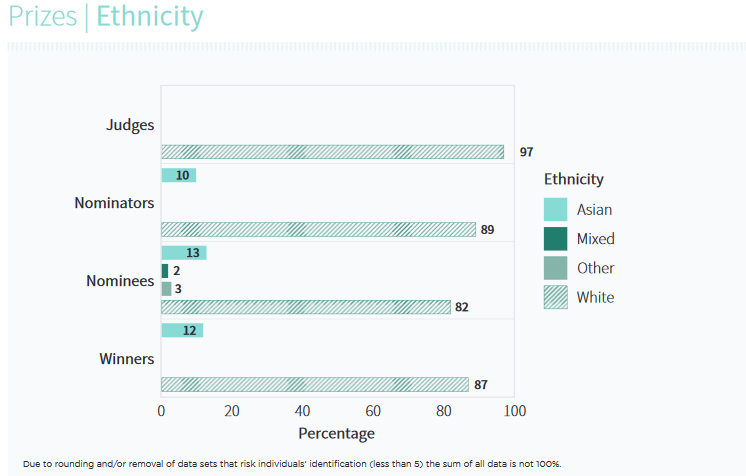 Prizes | Ethnicity
Judges
97
10
Nominators
89
13
2
Nominees
3
82
12
Winners
87
0 20 40 60 80 100
Percentage
Ethnicity
Asian
Mixed
Other
White
Due to rounding and/or removal of data sets that risk individuals' identification (less than 5) the sum of all data is not 100%.